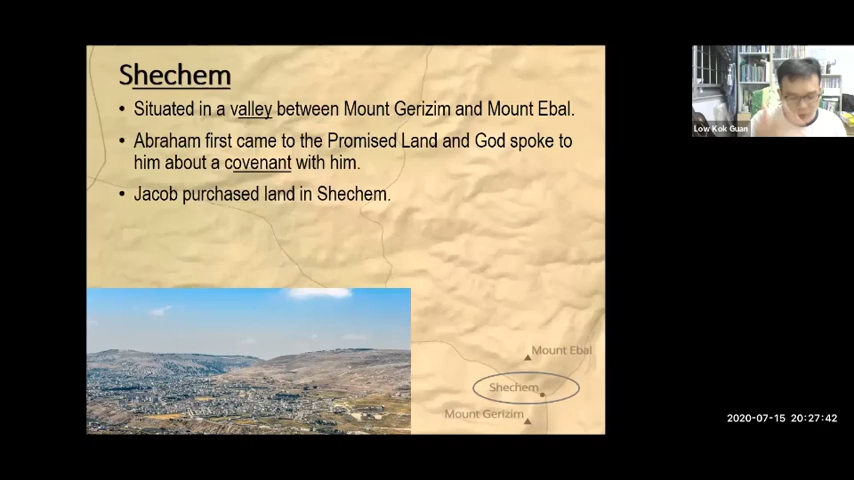 Shechem
• Situated in a valley between Mount Gerizim and Mount Ebal.
• Abraham first came to the Promised Land and God spoke to
him about a covenant with him.
• Jacob purchased land in Shechem.
Mount Ebal
Shechem
Mount Gerizim
Low Kok Guan
2020-07-15 20:27:42